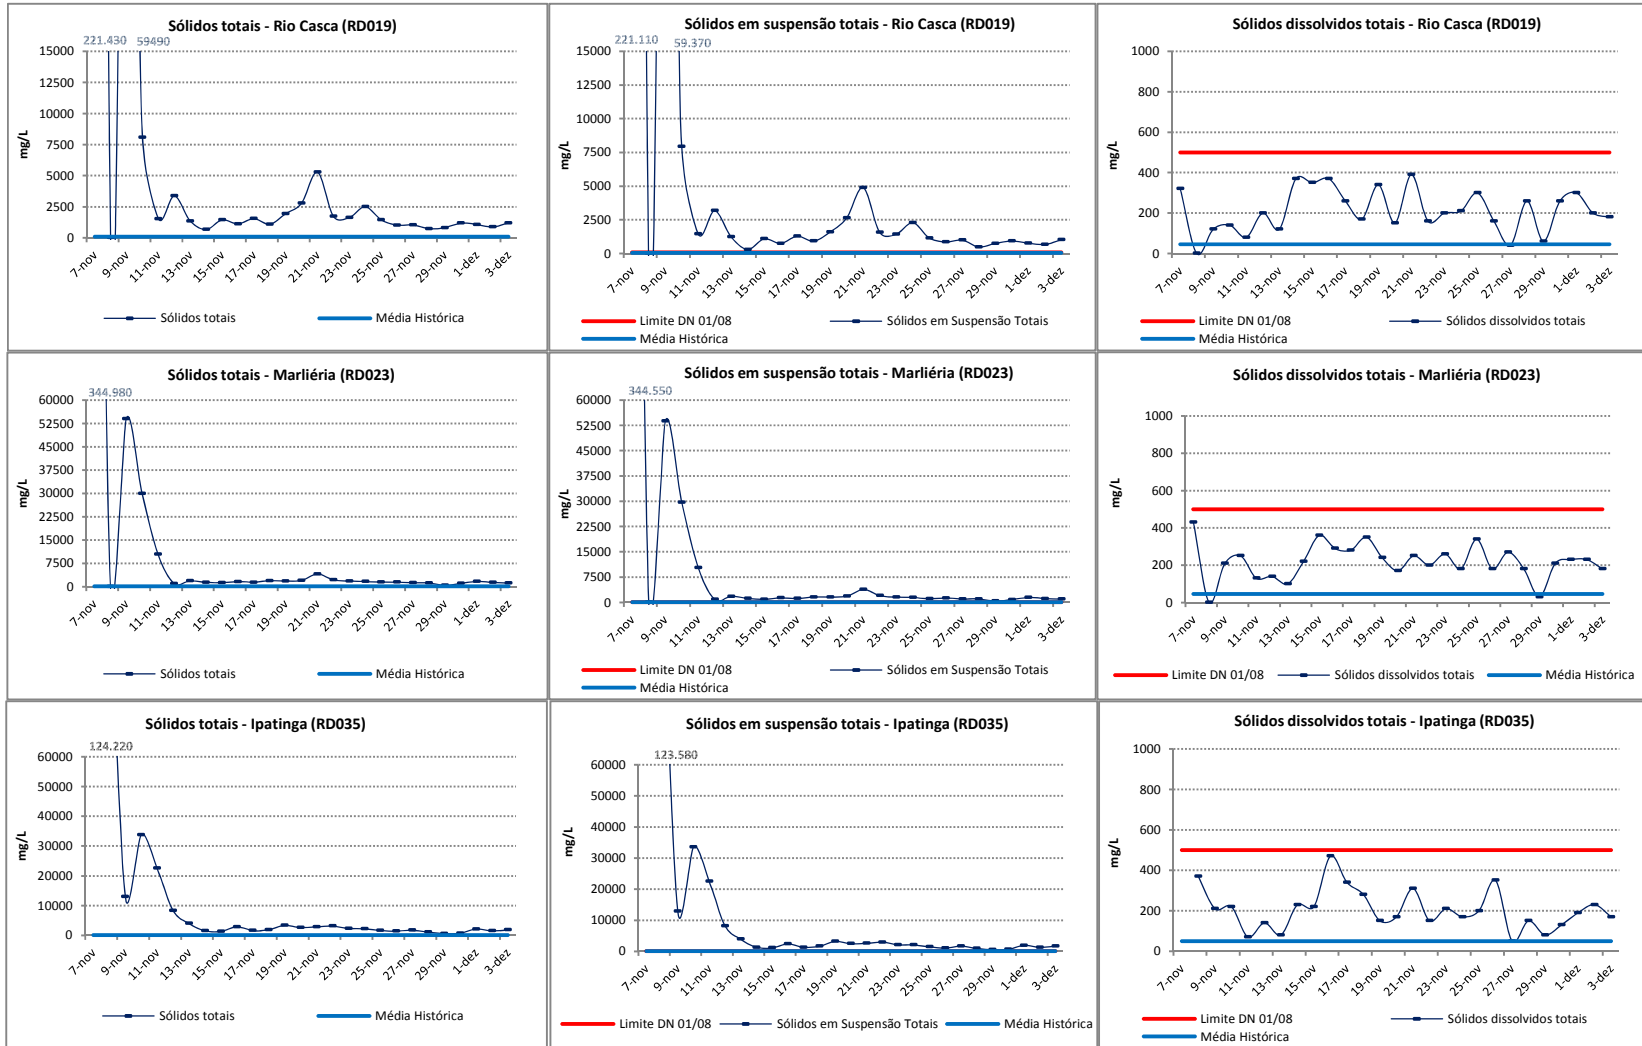 Sólidos totais - Rio Casca (RD019)
221.430
59490
15000
12500
10000
7500
5000
2500
0
mg/L
7-nov
9-nov
11-nov
13-nov
15-nov
17-nov
19-nov
21-nov
23-nov
25-nov
27-nov
29-nov
1-dez
3-dez
Sólidos totais
Média Histórica
Sólidos em suspensão totais - Rio Casca (RD019)
221.110
59.370
15000
12500
10000
7500
5000
2500
0
mg/L
7-nov
9-nov
11-nov
13-nov
15-nov
17-nov
19-nov
21-nov
23-nov
25-nov
27-nov
29-nov
1-dez
3-dez
Limite DN 01/08
Sólidos em Suspensão Totais
Média Histórica
Sólidos dissolvidos totais - Rio Casca (RD019)
1000
800
600
400
200
0
mg/L
7-nov
9-nov
11-nov
13-nov
15-nov
17-nov
19-nov
21-nov
23-nov
25-nov
27-nov
29-nov
1-dez
3-dez
Limite DN 01/08
Sólidos dissolvidos totais
Média Histórica
Sólidos totais - Marliéria (RD023)
344.980
60000
52500
45000
37500
30000
22500
15000
7500
0
mg/L
7-nov
9-nov
11-nov
13-nov
15-nov
17-nov
19-nov
21-nov
23-nov
25-nov
27-nov
29-nov
1-dez
3-dez
Sólidos totais
Média Histórica
Sólidos em suspensão totais - Marliéria (RD023)
344.550
60000
52500
45000
37500
30000
22500
15000
7500
0
mg/L
7-nov
9-nov
11-nov
13-nov
15-nov
17-nov
19-nov
21-nov
23-nov
25-nov
27-nov
29-nov
1-dez
3-dez
Limite DN 01/08
Sólidos em Suspensão Totais
Média Histórica
Sólidos dissolvidos totais - Marliéria (RD023)
1000
800
600
400
200
0
mg/L
7-nov
9-nov
11-nov
13-nov
15-nov
17-nov
19-nov
21-nov
23-nov
25-nov
27-nov
29-nov
1-dez
3-dez
Limite DN 01/08
Sólidos dissolvidos totais
Média Histórica
Sólidos totais - Ipatinga (RD035)
124.220
60000
50000
40000
30000
20000
10000
0
mg/L
7-nov
9-nov
11-nov
13-nov
15-nov
17-nov
19-nov
21-nov
23-nov
25-nov
27-nov
29-nov
1-dez
3-dez
Sólidos totais
Média Histórica
Sólidos em suspensão totais - Ipatinga (RD035)
123.580
60000
50000
40000
30000
20000
10000
0
mg/L
7-nov
9-nov
11-nov
13-nov
15-nov
17-nov
19-nov
21-nov
23-nov
25-nov
27-nov
29-nov
1-dez
3-dez
Limite DN 01/08
Sólidos em Suspensão Totais
Média Histórica
Sólidos dissolvidos totais - Ipatinga (RD035)
1000
800
600
400
200
0
mg/L
7-nov
9-nov
11-nov
13-nov
15-nov
17-nov
19-nov
21-nov
23-nov
25-nov
27-nov
29-nov
1-dez
3-dez
Limite DN 01/08
Sólidos dissolvidos totais
Média Histórica